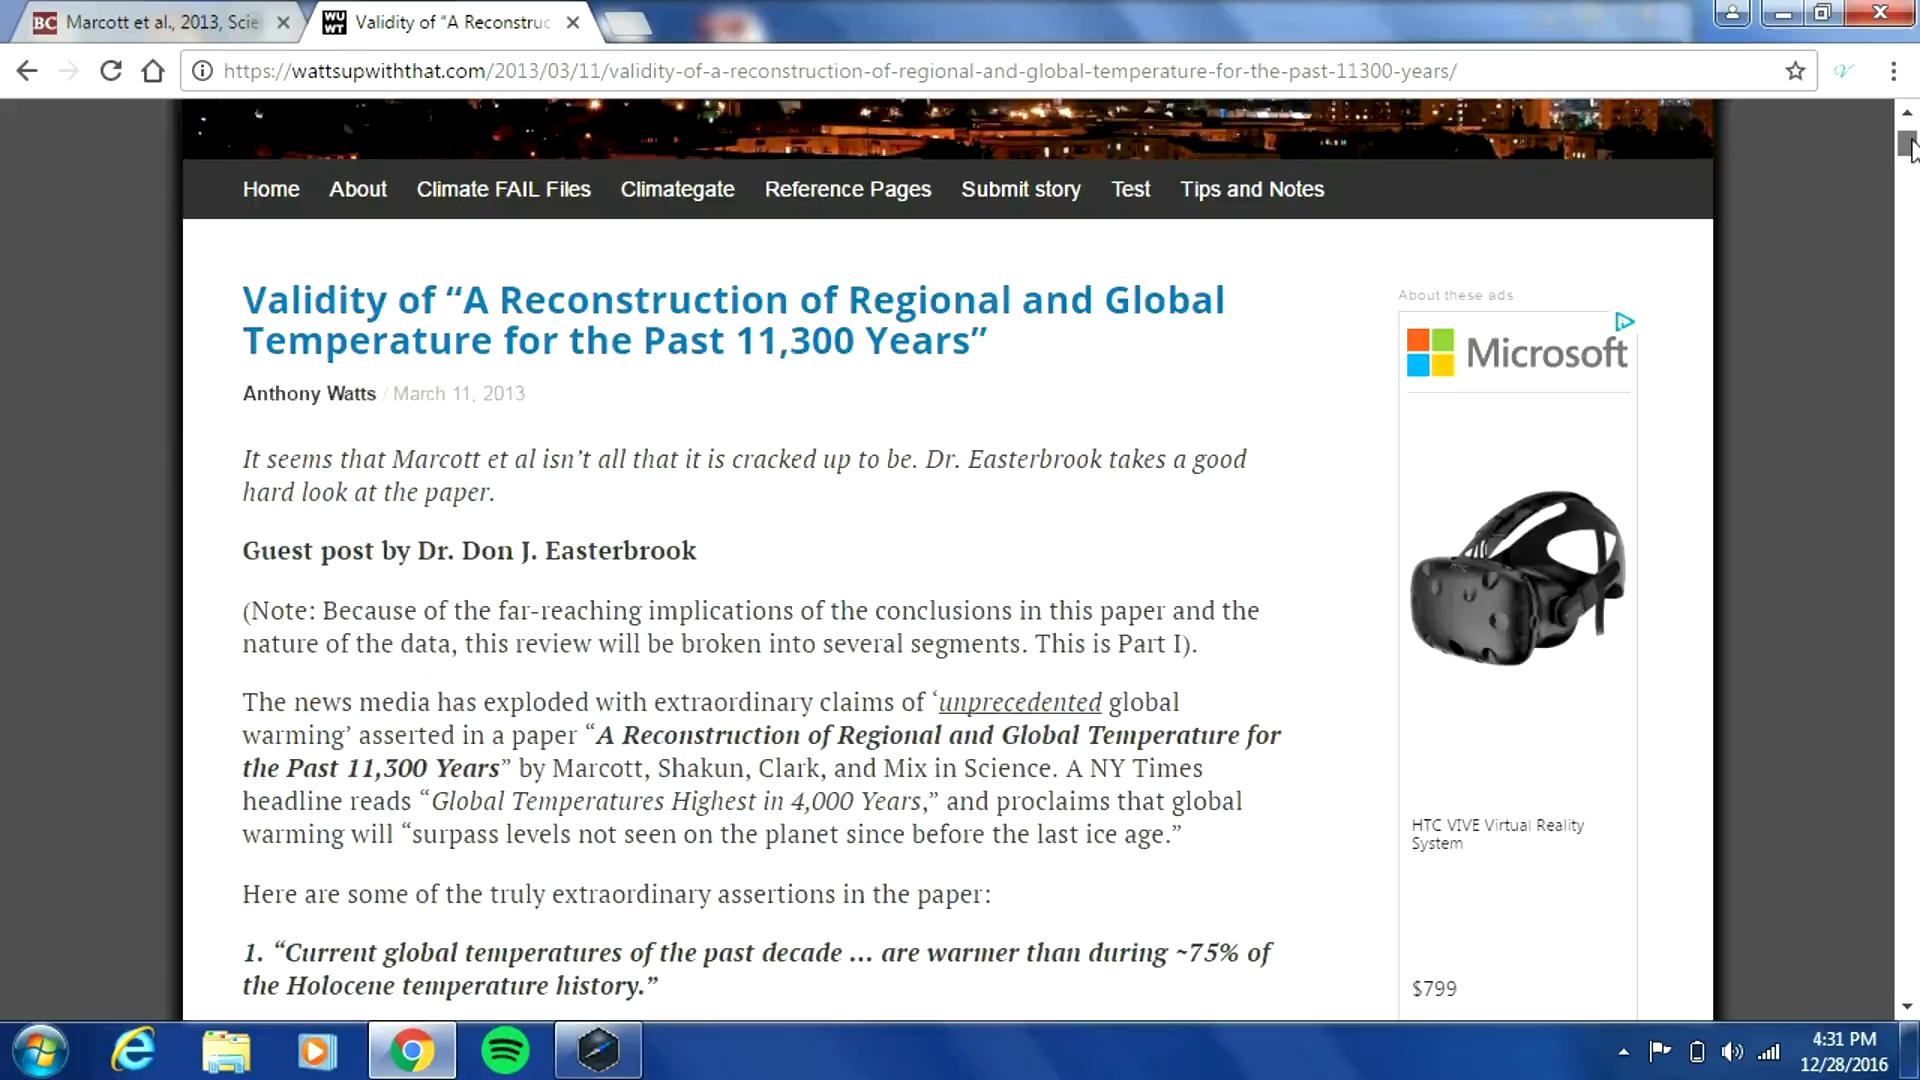 BC Marcott et al., 2013, Scie
WU WT Validity of “A Reconstruc
https://wattsupwiththat.com/2013/03/11/validity-of-a-reconstruction-of-regional-and-global-temperature-for-the-past-11300-years/
Home About Climate FAIL Files Climategate Reference Pages Submit story Test Tips and Notes
Validity of “A Reconstruction of Regional and Global
Temperature for the Past 11,300 Years”
Anthony Watts / March 11, 2013
It seems that Marcott et al isn’t all that it is cracked up to be. Dr. Easterbrook takes a good
hard look at the paper.
Guest post by Dr. Don J. Easterbrook
(Note: Because of the far-reaching implications of the conclusions in this paper and the
nature of the data, this review will be broken into several segments. This is Part I).
The news media has exploded with extraordinary claims of ‘unprecedented global
warming’ asserted in a paper “A Reconstruction of Regional and Global Temperature for
the Past 11,300 Years” by Marcott, Shakun, Clark, and Mix in Science. A NY Times
headline reads “Global Temperatures Highest in 4,000 Years,” and proclaims that global
warming will “surpass levels not seen on the planet since before the last ice age.”
Here are some of the truly extraordinary assertions in the paper:
1. “Current global temperatures of the past decade … are warmer than during ~75% of
the Holocene temperature history.”
About these ads
Microsoft
HTC VIVE Virtual Reality
System
$799
4:31 PM
12/28/2016